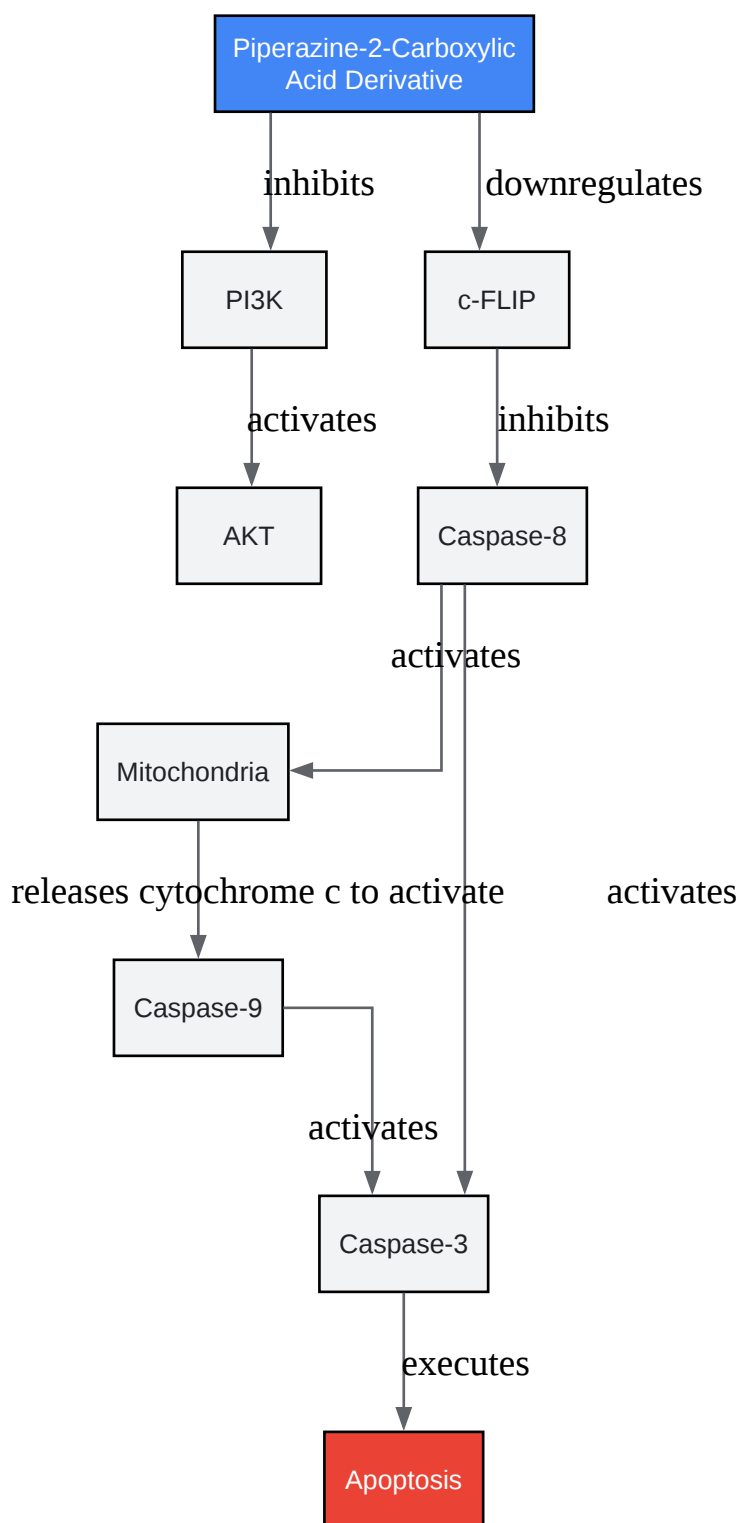 Piperazine-2-Carboxylic
Acid Derivative
inhibits
downregulates
PI3K
c-FLIP
activates
inhibits
AKT
Caspase-8
activates
Mitochondria
releases cytochrome c to activate
activates
Caspase-9
activates
Caspase-3
executes
Apoptosis